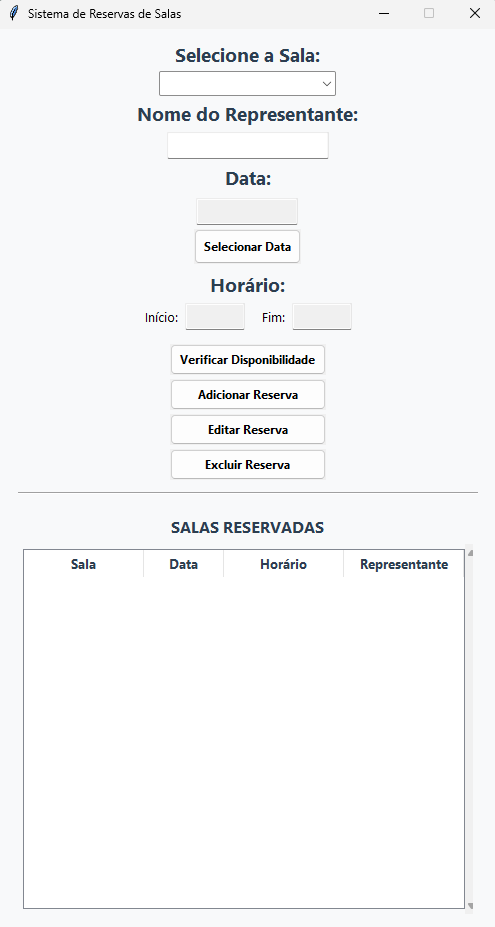 Sistema de Reservas de Salas
Selecione a Sala:
Nome do Representante:
Data:
Selecionar Data
Horário:
Início: Fim:
Verificar Disponibilidade
Adicionar Reserva
Editar Reserva
Excluir Reserva
SALAS RESERVADAS
Sala Data Horário Representante